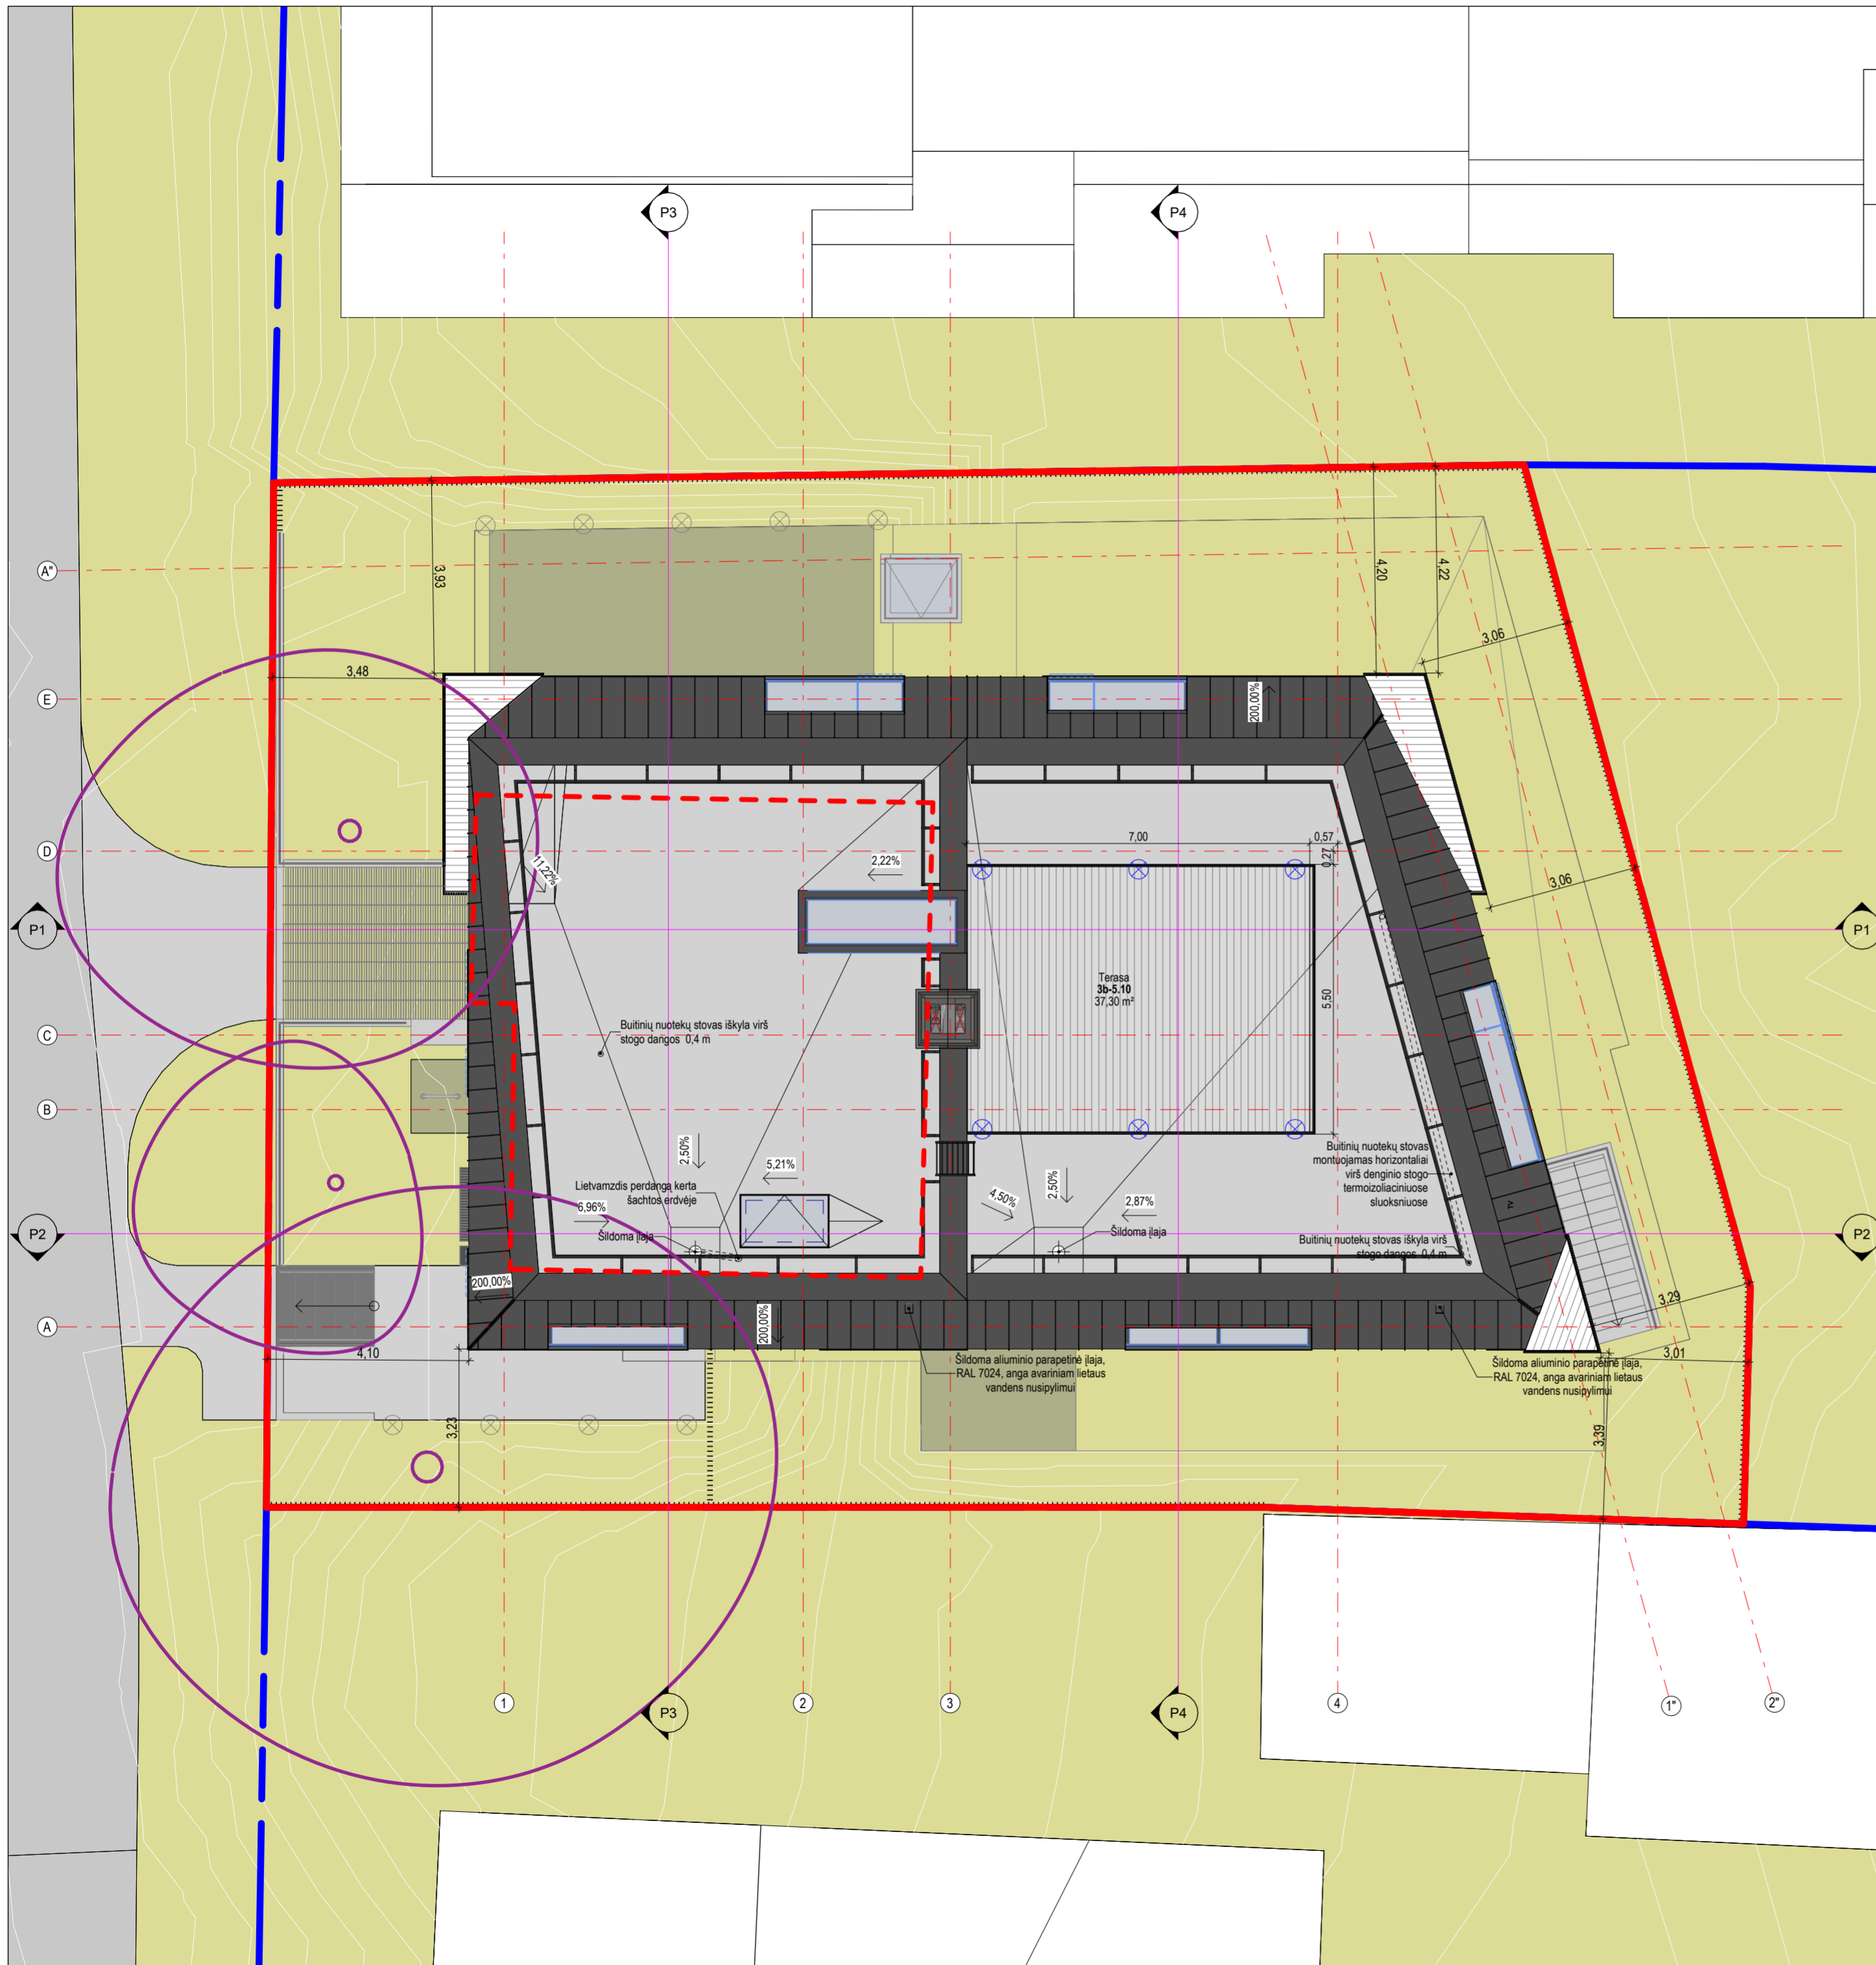 P3
P4
A"
3,93
4,20
4,22
3,06
3,48
E
200,00%
7,00
0,57
0,27
D
11,22%
2,22%
3,06
P1
P1
Terasa
3b-5.10
37,30 m²
5,50
C
Buitinių nuotekų stovas iškyla virš
stogo dangos 0,4 m
B
2,50%
5,21%
Buitinių nuotekų stovas
montuojamas horizontaliai
virš denginio stogo
termoizoliaciniuose
sluoksniuose
Lietvamzdis perdangą kerta
šachtos erdvėje
6,96%
4,50%
2,50%
2,87%
P2
P2
Šildoma įlaja
Šildoma įlaja
Buitinių nuotekų stovas iškyla virš
stogo dangos 0,4 m
200,00%
200,00%
3,29
A
4,10
3,01
Šildoma aliuminio parapetinė įlaja,
RAL 7024, anga avariniam lietaus
vandens nusipylimui
Šildoma aliuminio parapetinė įlaja,
RAL 7024, anga avariniam lietaus
vandens nusipylimui
3,23
3,39
1
P3
2
3
P4
4
1"
2"